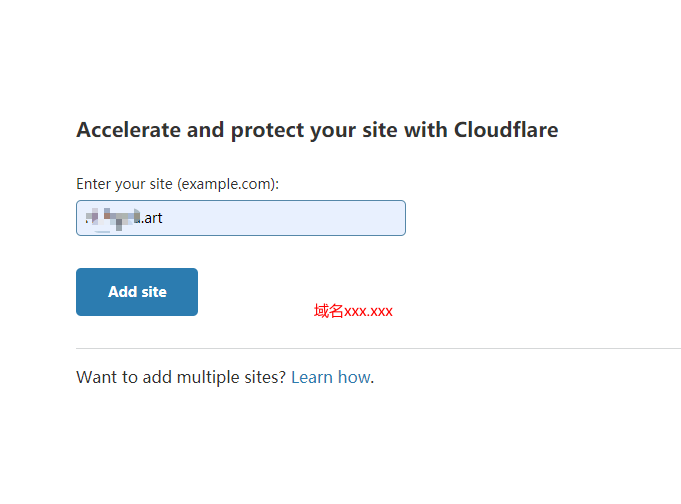 Accelerate and protect your site with Cloudflare
Enter your site (example.com):
.art
Add site
域名xxx.xxx
Want to add multiple sites? Learn how.